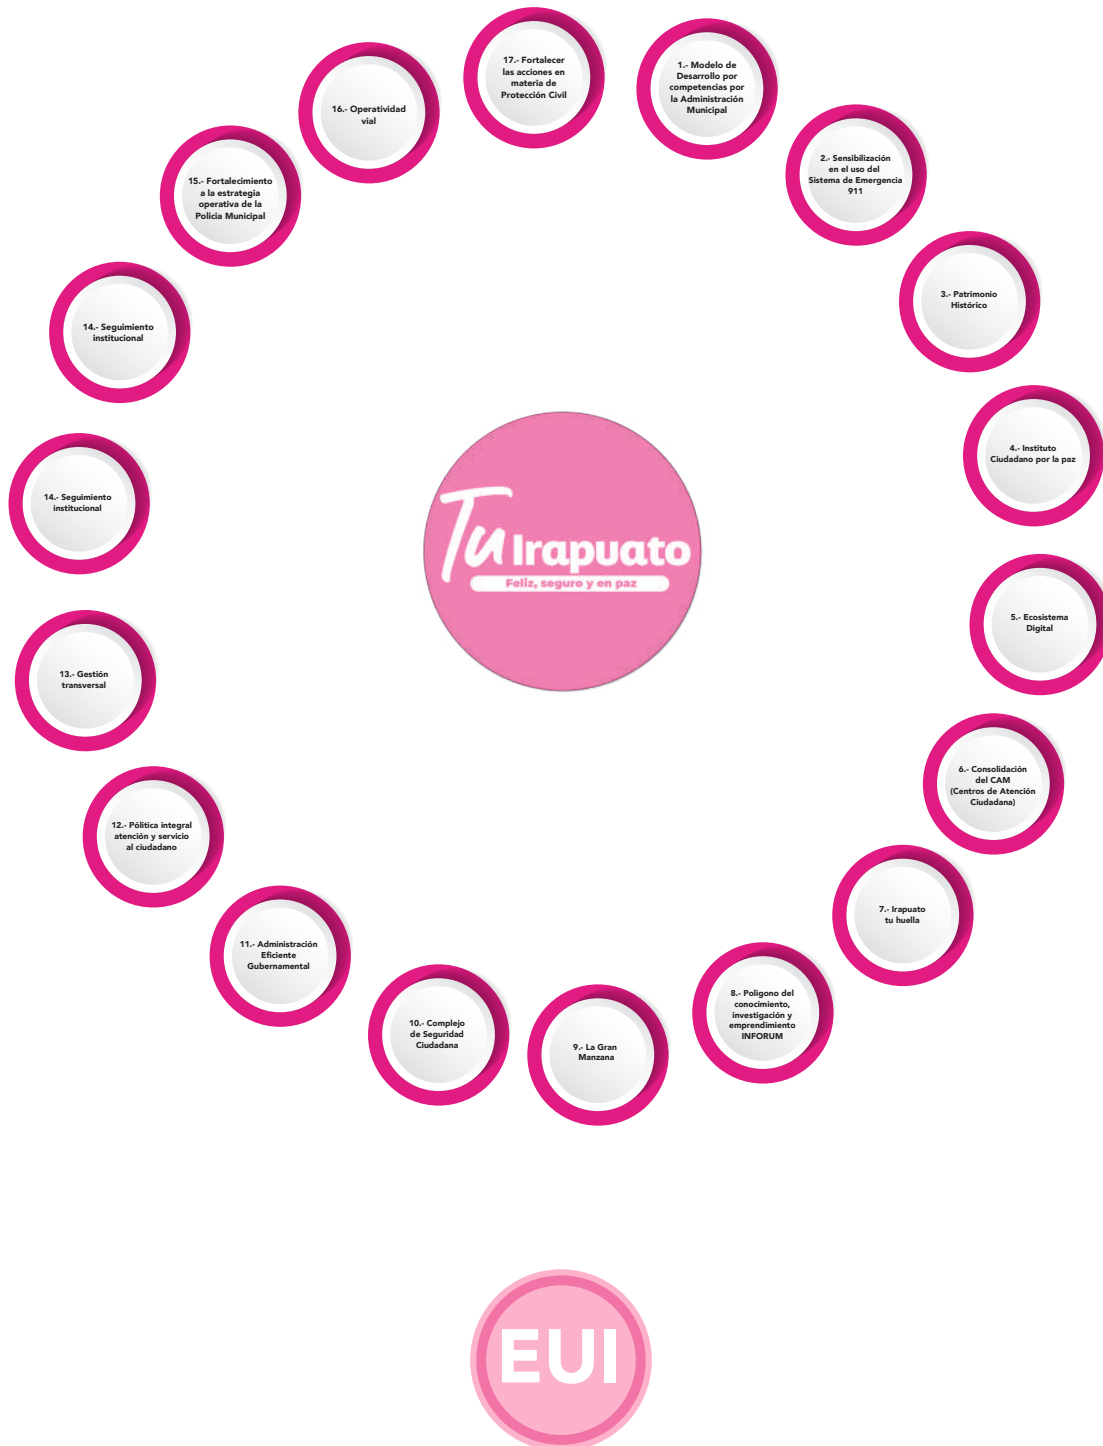 17.- Fortalecer
las acciones en
materia de
Protección Civil
1.- Modelo de
Desarrollo por
competencias por
la Administración
Municipal
2.- Sensibilización
en el uso del
Sistema de Emergencia
911
3.- Patrimonio
Histórico
4.- Instituto
Ciudadano por la paz
5.- Ecosistema
Digital
6.- Consolidación
del CAM
(Centros de Atención
Ciudadana)
7.- Irapuato
tu huella
8.- Poligono del
conocimiento,
investigación y
emprendimiento
INFORUM
9.- La Gran
Manzana
10.- Complejo
de Seguridad
Ciudadana
11.- Administración
Eficiente
Gubernamental
12.- Pólitica integral
atención y servicio
al ciudadano
13.- Gestión
transversal
14.- Seguimiento
institucional
14.- Seguimiento
institucional
15.- Fortalecimiento
a la estrategia
operativa de la
Policia Municipal
16.- Operatividad
vial
Tu Irapuato
Feliz, seguro y en paz
EUI